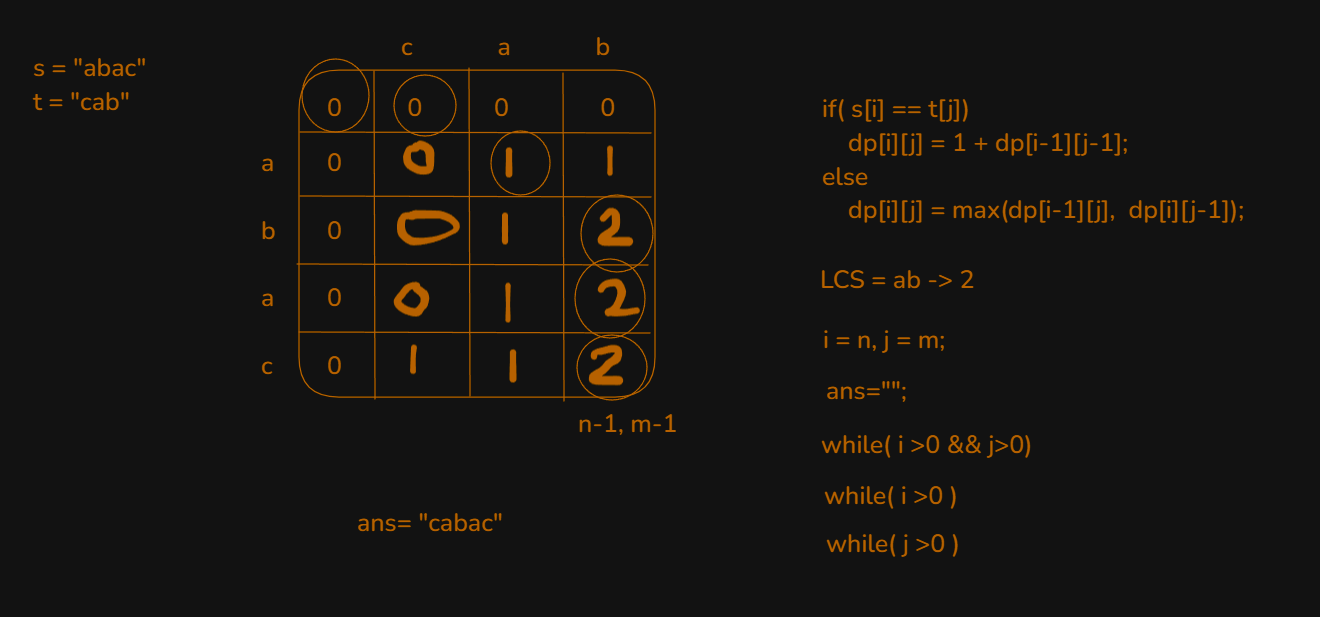 s = "abac"
t = "cab"
c a b
0 0 0 0
a 0 0 1 1
b 0 0 1 2
a 0 0 1 2
c 0 1 1 2
n-1, m-1
ans= "cabac"
if( s[i] == t[j])
dp[i][j] = 1 + dp[i-1][j-1];
else
dp[i][j] = max(dp[i-1][j], dp[i][j-1]);
LCS = ab -> 2
i = n, j = m;
ans="";
while( i >0 && j>0)
while( i >0 )
while( j >0 )